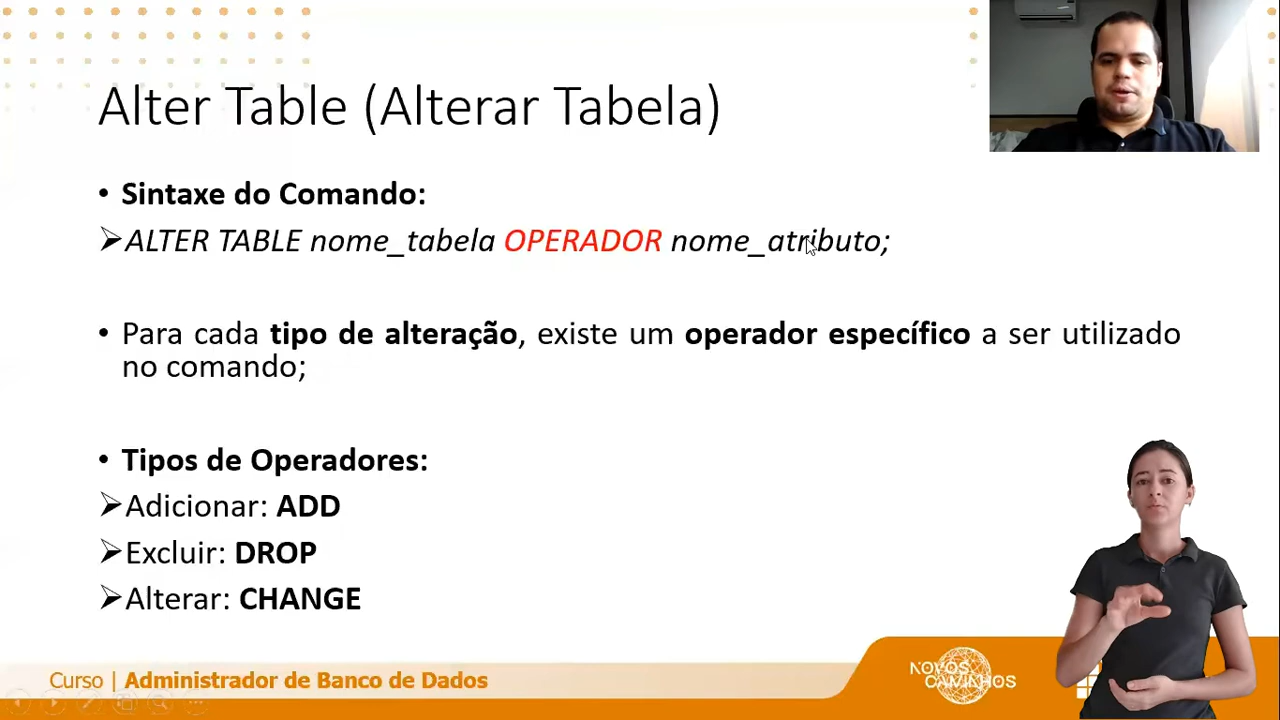 Alter Table (Alterar Tabela)
• Sintaxe do Comando:
➢ALTER TABLE nome_tabela OPERADOR nome_atributo;
• Para cada tipo de alteração, existe um operador específico a ser utilizado
no comando;
• Tipos de Operadores:
➢Adicionar: ADD
➢Excluir: DROP
➢Alterar: CHANGE
Curso | Administrador de Banco de Dados
NOVOS
CAMINHOS